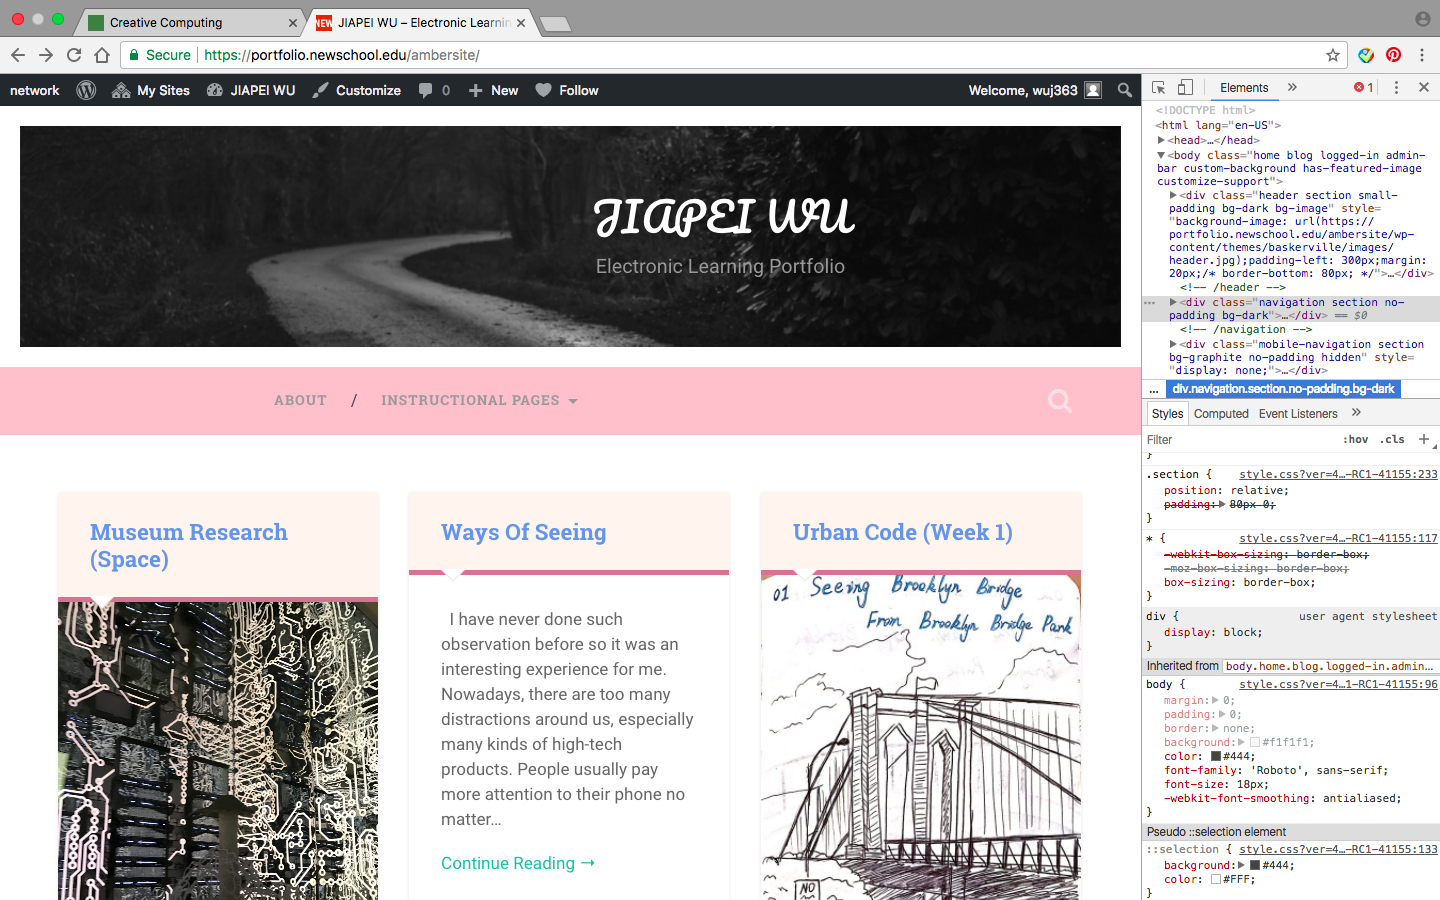 Creative Computing
NEW JIAPEI WU – Electronic Learnin
Secure https://portfolio.newschool.edu/ambersite/
network My Sites JIAPEI WU Customize 0 New Follow Welcome, wuj363
JIAPEI WU
Electronic Learning Portfolio
ABOUT / INSTRUCTIONAL PAGES
Museum Research
(Space)
Ways Of Seeing
I have never done such
observation before so it was an
interesting experience for me.
Nowadays, there are too many
distractions around us, especially
many kinds of high-tech
products. People usually pay
more attention to their phone no
matter...
Continue Reading →
Urban Code (Week 1)
01 Seeing Brooklyn Bridge
From Brooklyn Bridge Park
NO
Elements » 1
<!DOCTYPE html>
<html lang="en-US">
▶<head>…</head>
▼<body class="home blog logged-in admin-
bar custom-background has-featured-image
customize-support">
▶<div class="header section small-
padding bg-dark bg-image" style=
"background-image: url(https://
portfolio.newschool.edu/ambersite/wp-
content/themes/baskerville/images/
header.jpg);padding-left: 300px;margin:
20px;/* border-bottom: 80px; */">…</div>
<!-- /header -->
▶<div class="navigation section no-
padding bg-dark">…</div> == $0
<!-- /navigation -->
▶<div class="mobile-navigation section
bg-graphite no-padding hidden" style=
"display: none;">…</div>
... div.navigation.section.no-padding.bg-dark
Styles Computed Event Listeners »
Filter :hov .cls +
}
.section { style.css?ver=4…-RC1-41155:233
position: relative;
padding:▶80px 0;
}
* { style.css?ver=4…-RC1-41155:117
-webkit-box-sizing: border-box;
-moz-box-sizing: border-box;
box-sizing: border-box;
}
div { user agent stylesheet
display: block;
}
Inherited from body.home.blog.logged-in.admin…
body { style.css?ver=4…1-RC1-41155:96
margin:▶0;
padding:▶0;
border:▶none;
background:▶#f1f1f1;
color: #444;
font-family: 'Roboto', sans-serif;
font-size: 18px;
-webkit-font-smoothing: antialiased;
}
Pseudo ::selection element
::selection { style.css?ver=4…-RC1-41155:133
background:▶#444;
color: #FFF;
}